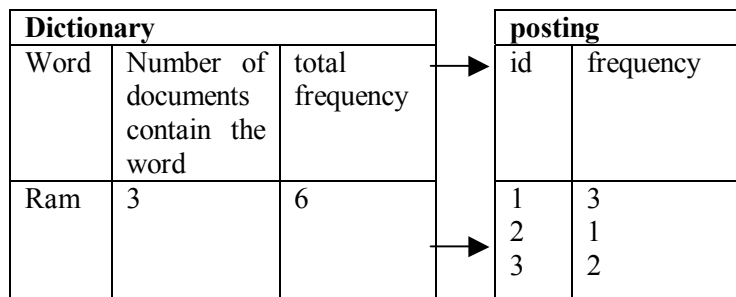 Dictionary
posting
Word
Number of
documents
contain the
word
total
frequency
id
frequency
Ram
3
6
1 3
2 1
3 2